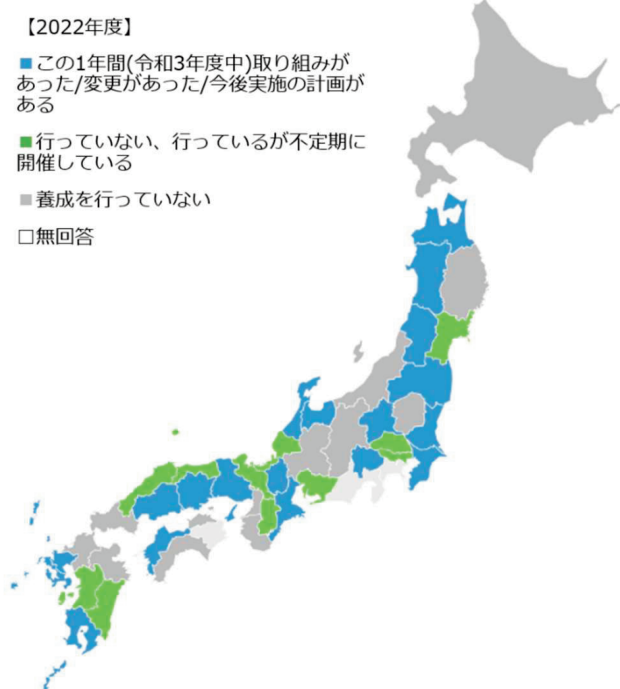 【2022年度】
■この1年間(令和3年度中)取り組みが
あった/変更があった/今後実施の計画が
ある
■行っていない、行っているが不定期に
開催している
■養成を行っていない
□無回答